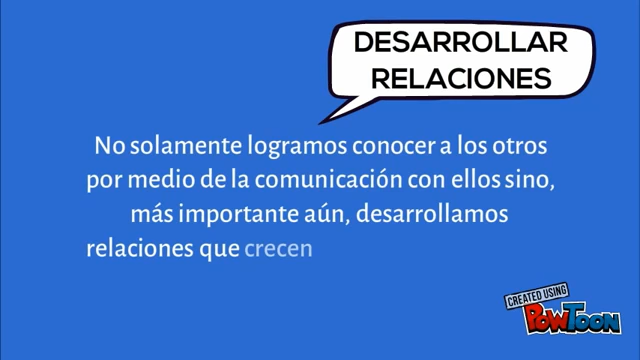 DESARROLLAR
RELACIONES
No solamente logramos conocer a los otros
por medio de la comunicación con ellos sino,
más importante aún, desarrollamos
relaciones que crecen
CREATED USING
POWTOON